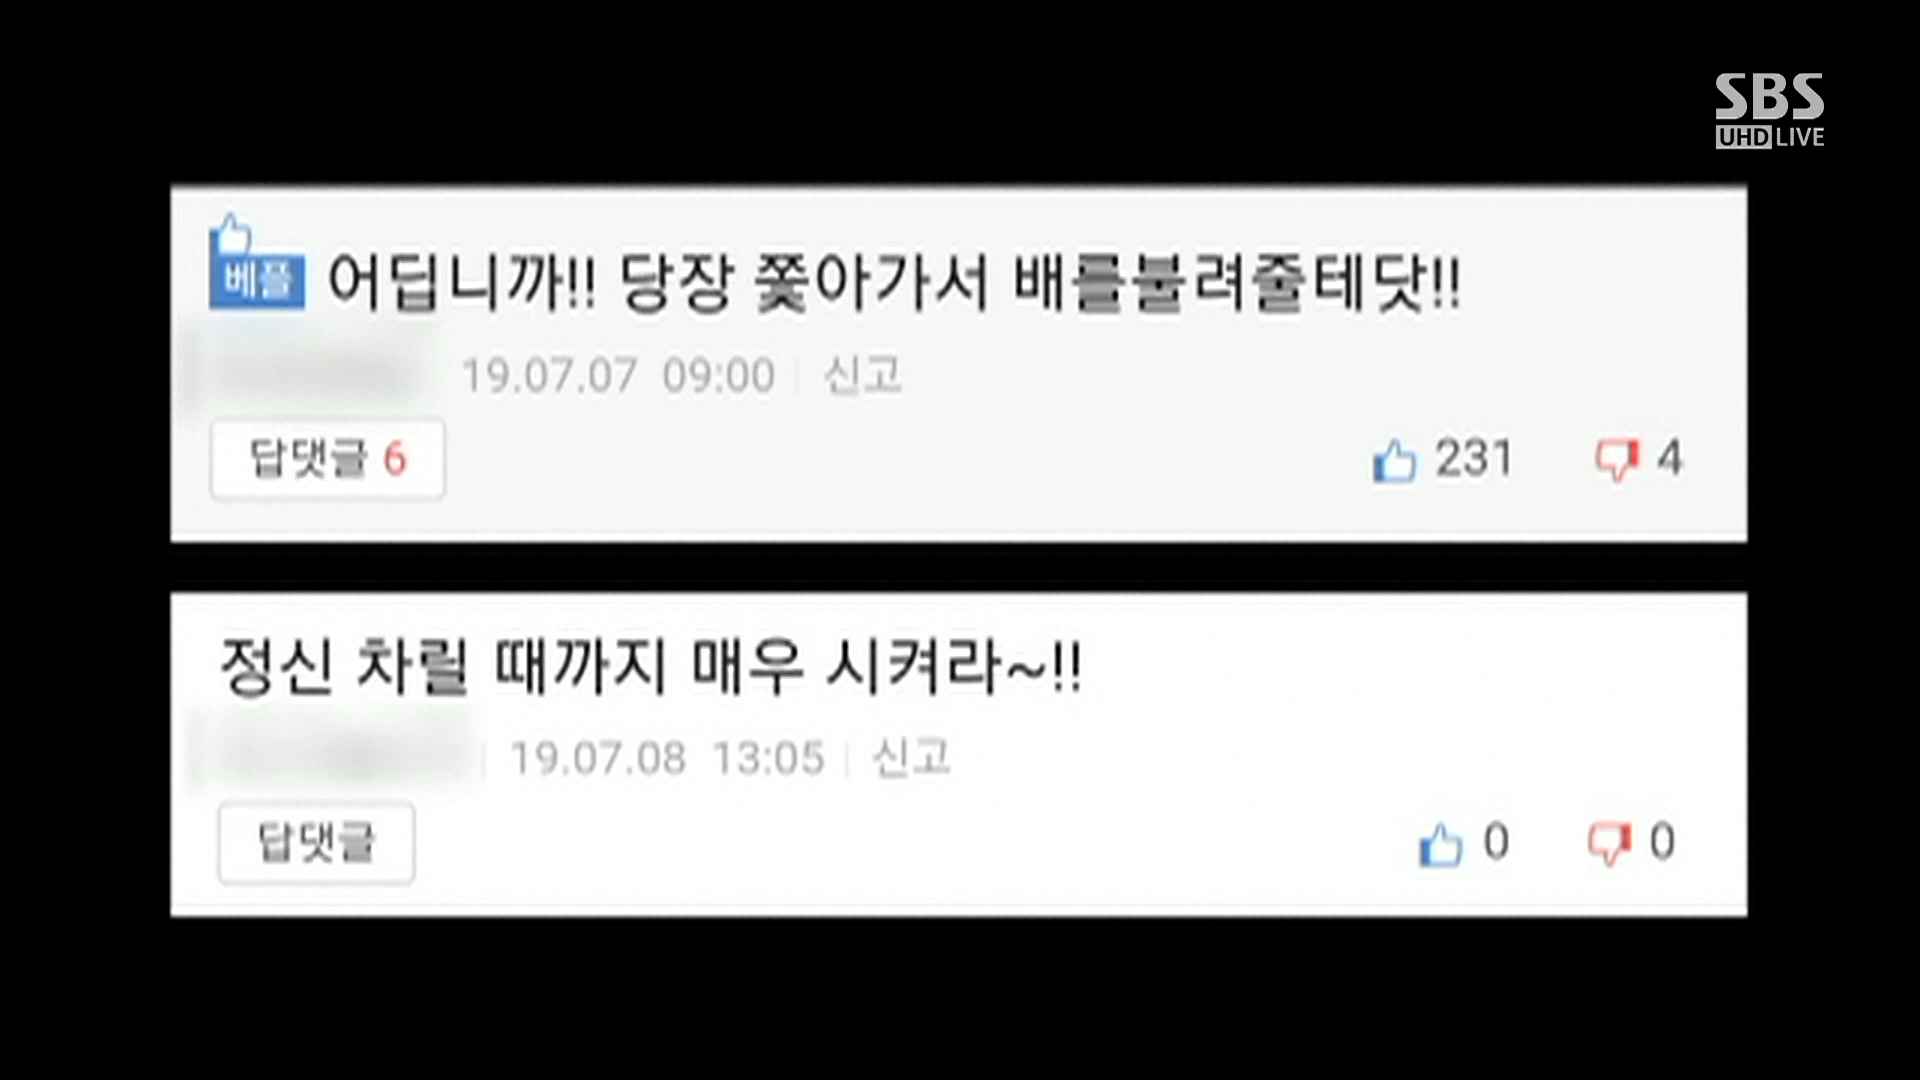 SBS
UHD LIVE
베플 어딥니까!! 당장 쫓아가서 배를불려줄테닷!!
19.07.07 09:00 신고
답댓글 6
231 4
정신 차릴 때까지 매우 시켜라~!!
19.07.08 13:05 신고
답댓글
0 0